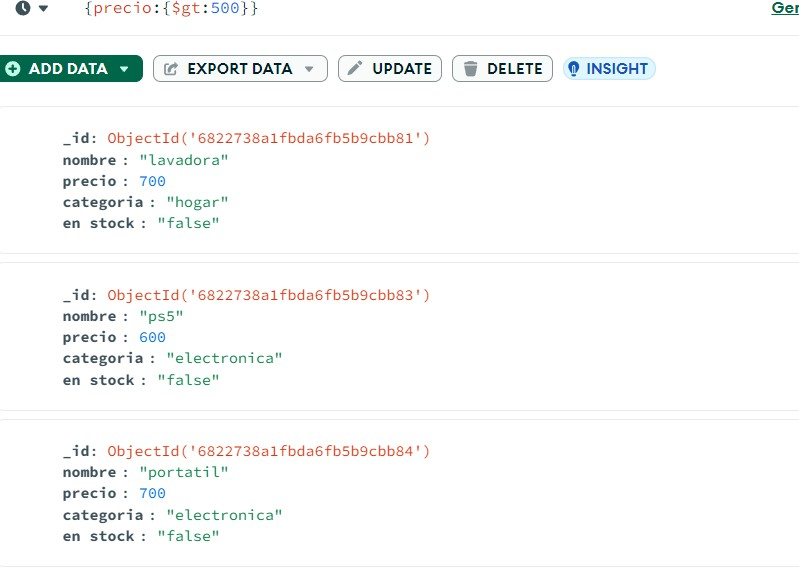 {precio:{$gt:500}}
ADD DATA
EXPORT DATA
UPDATE
DELETE
INSIGHT
_id: ObjectId('6822738a1fbda6fb5b9cbb81')
nombre : "lavadora"
precio : 700
categoria : "hogar"
en stock : "false"
_id: ObjectId('6822738a1fbda6fb5b9cbb83')
nombre : "ps5"
precio : 600
categoria : "electronica"
en stock : "false"
_id: ObjectId('6822738a1fbda6fb5b9cbb84')
nombre : "portatil"
precio : 700
categoria : "electronica"
en stock : "false"